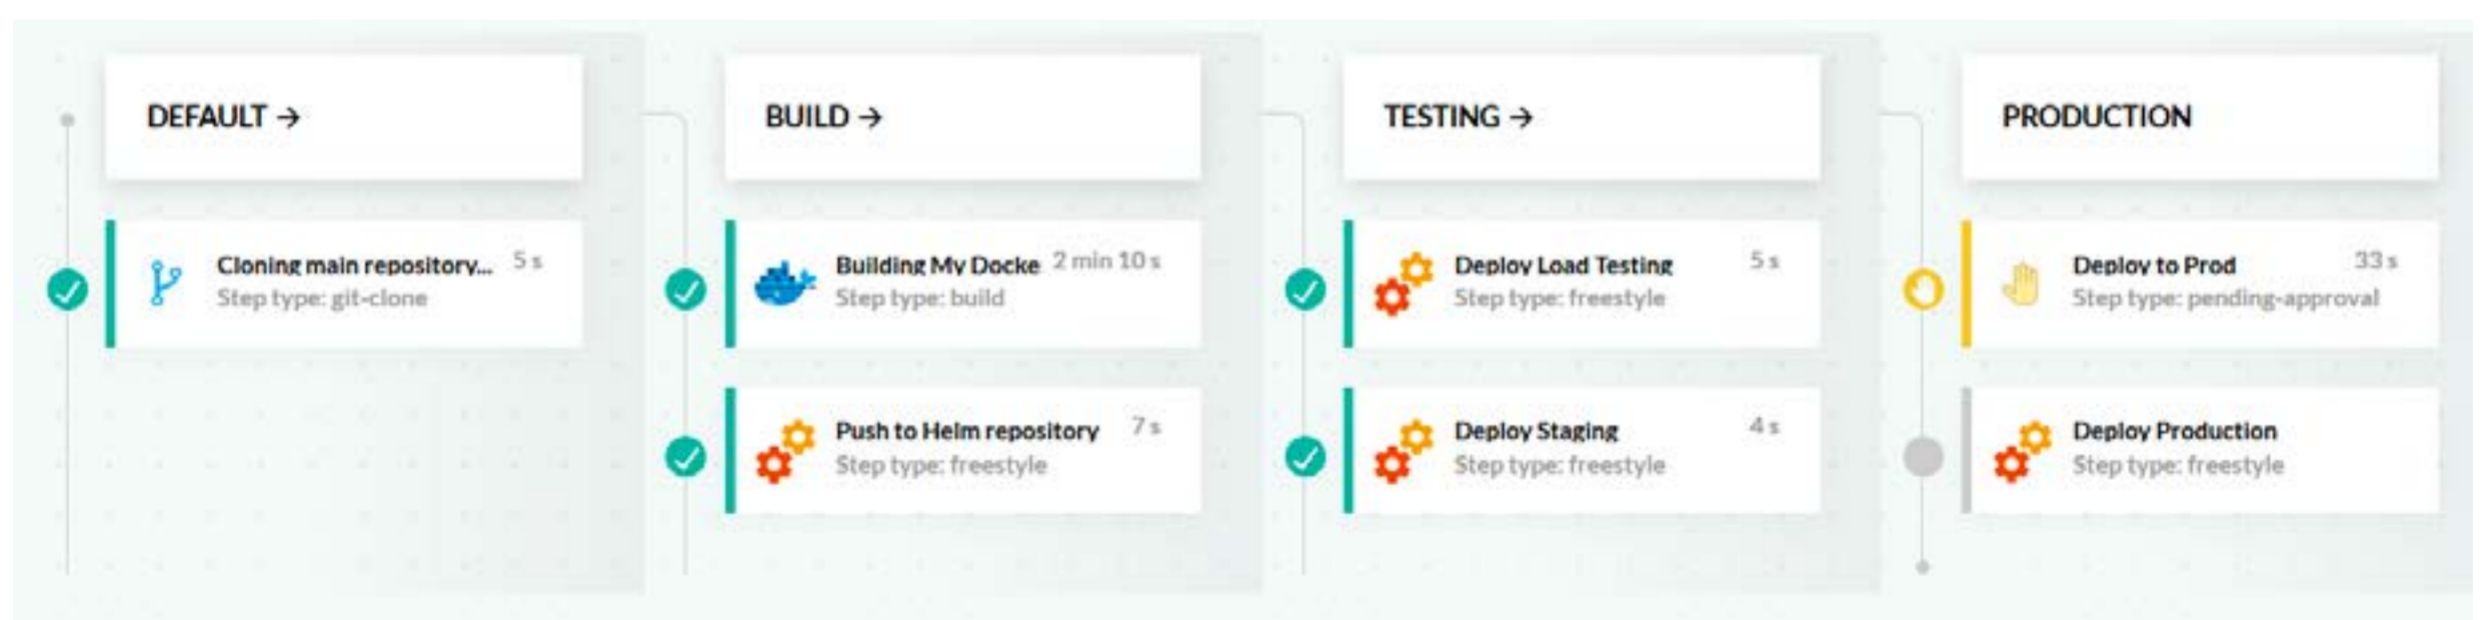 DEFAULT →
Cloning main repository... 5 s
Step type: git-clone
BUILD →
Building My Docke 2 min 10 s
Step type: build
Push to Helm repository 7 s
Step type: freestyle
TESTING →
Deploy Load Testing 5 s
Step type: freestyle
Deploy Staging 4 s
Step type: freestyle
PRODUCTION
Deploy to Prod 33 s
Step type: pending-approval
Deploy Production
Step type: freestyle